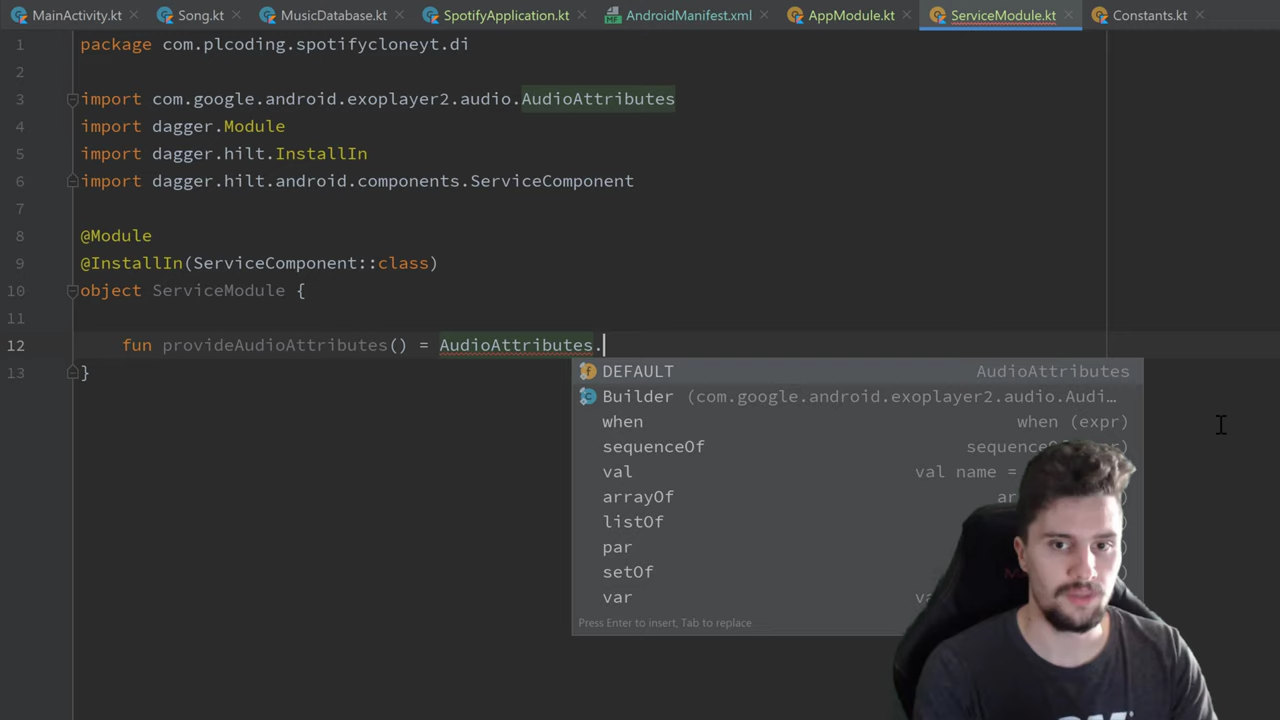 MainActivity.kt Song.kt MusicDatabase.kt SpotifyApplication.kt AndroidManifest.xml AppModule.kt ServiceModule.kt Constants.kt
1 package com.plcoding.spotifycloneyt.di
2
3 import com.google.android.exoplayer2.audio.AudioAttributes
4 import dagger.Module
5 import dagger.hilt.InstallIn
6 import dagger.hilt.android.components.ServiceComponent
7
8 @Module
9 @InstallIn(ServiceComponent::class)
10 object ServiceModule {
11
12 fun provideAudioAttributes() = AudioAttributes.
13 }
DEFAULT AudioAttributes
Builder (com.google.android.exoplayer2.audio.Audi…
when when (expr)
sequenceOf
val val name =
arrayOf
listOf
par
setOf
var
Press Enter to insert, Tab to replace